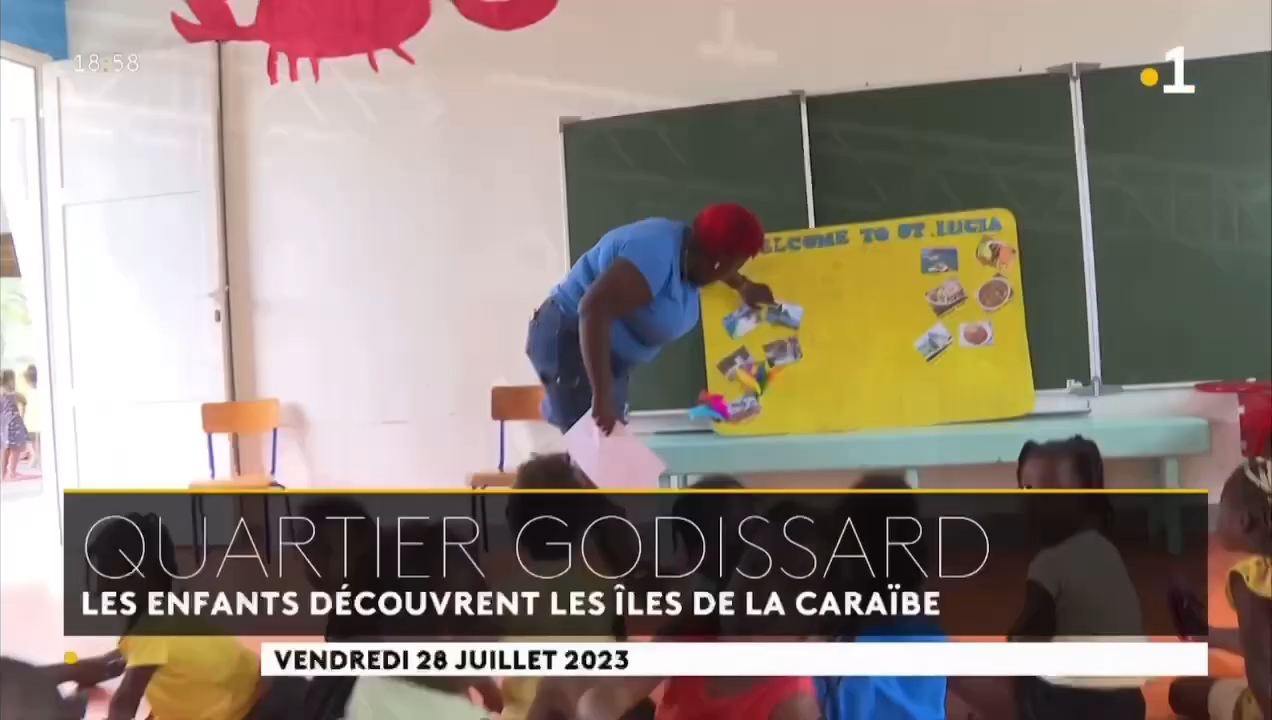 18:58
1
WELCOME TO ST. LUCIA
QUARTIER GODISSARD
LES ENFANTS DÉCOUVRENT LES ÎLES DE LA CARAÏBE
VENDREDI 28 JUILLET 2023